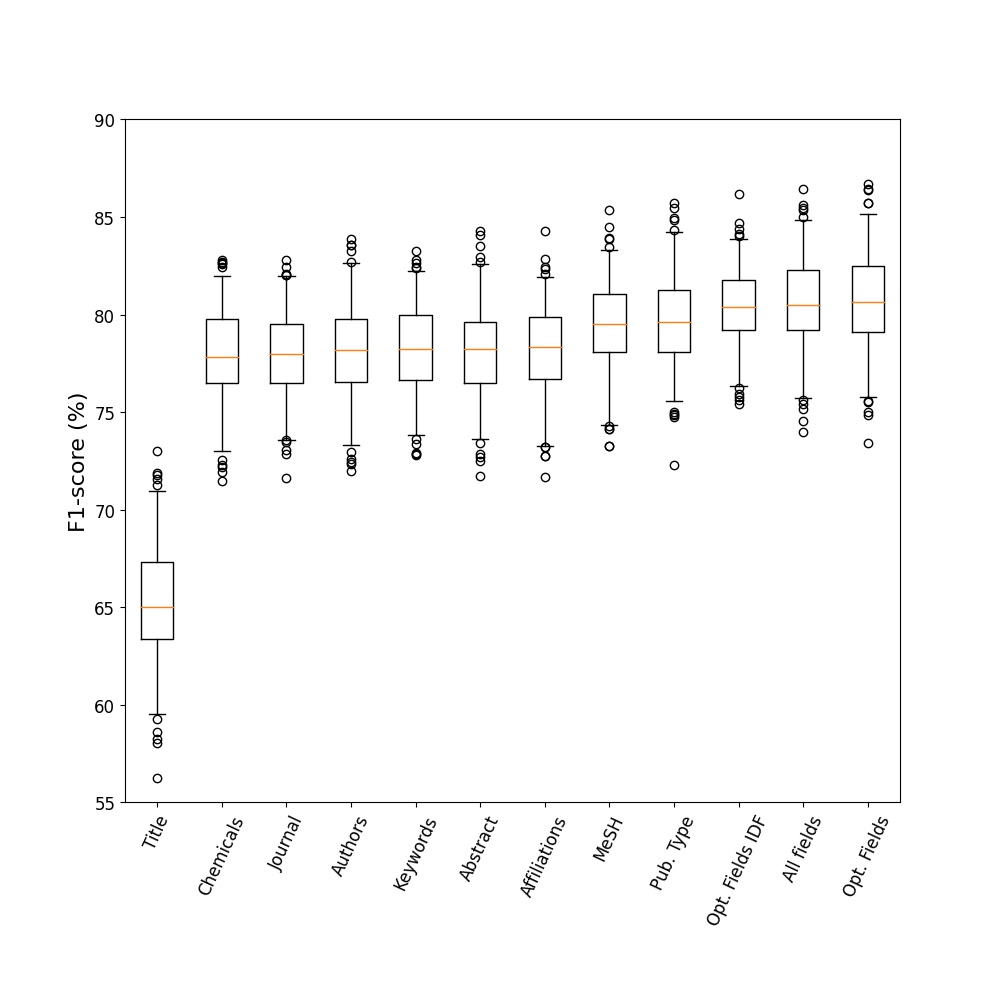 90
85
80
75
70
65
60
55
F1-score (%)
Title
Chemicals
Journal
Authors
Keywords
Abstract
Affiliations
MeSH
Pub. Type
Opt. Fields IDF
All fields
Opt. Fields